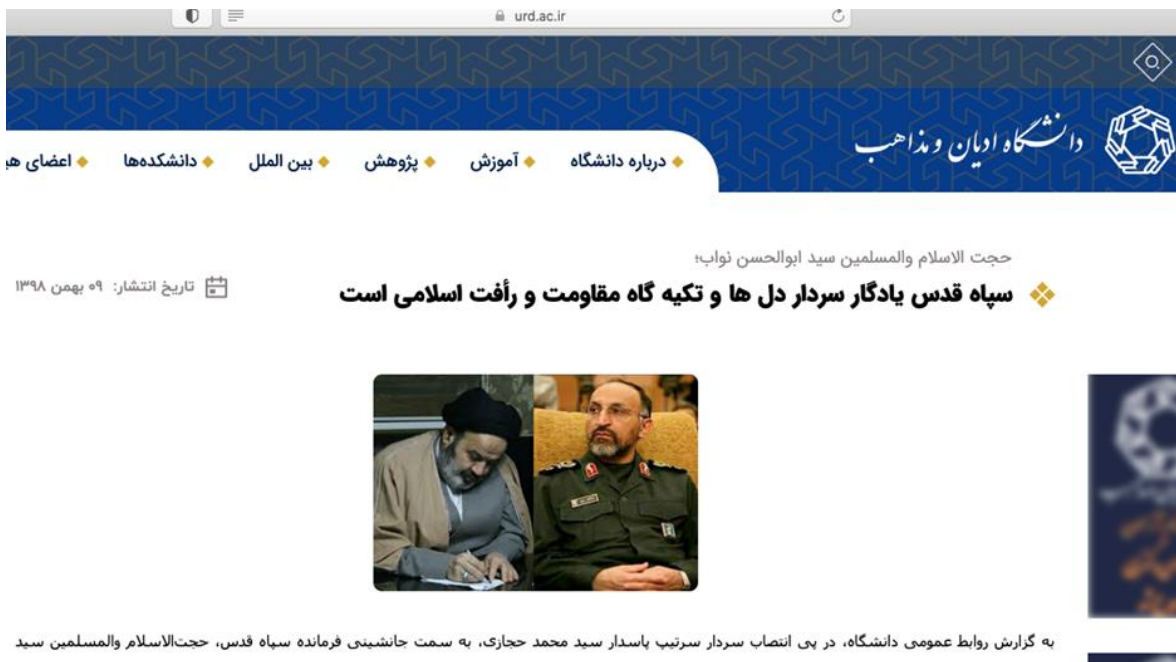 urd.ac.ir
دانشگاه ادیان و مذاهب
درباره دانشگاه
آموزش
پژوهش
بین الملل
دانشکده‌ها
اعضای
حجت الاسلام والمسلمین سید ابوالحسن نواب؛
سپاه قدس یادگار سردار دل ها و تکیه گاه مقاومت و رأفت اسلامی است
تاریخ انتشار: ۰۹ بهمن ۱۳۹۸
به گزارش روابط عمومی دانشگاه، در پی انتصاب سردار سرتیپ پاسدار سید محمد حجازی، به سمت جانشینی فرمانده سپاه قدس، حجت‌الاسلام والمسلمین سید